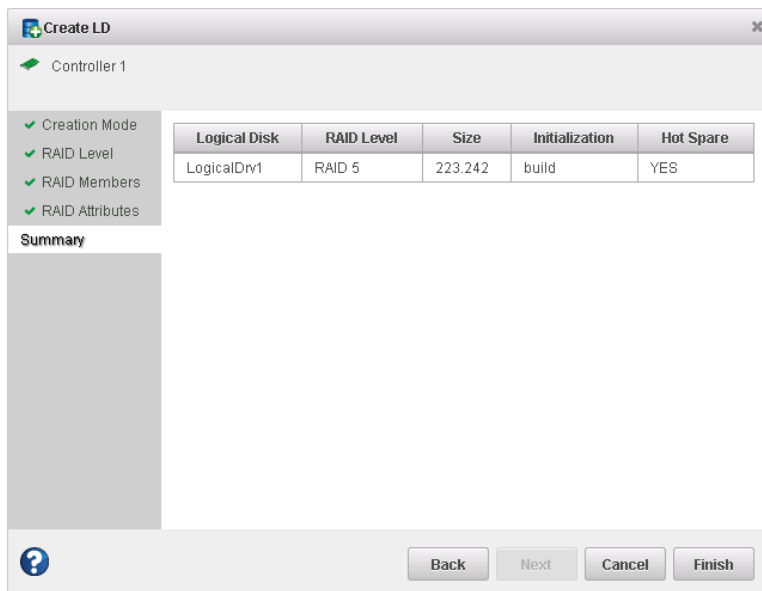 Create LD
Controller 1
Creation Mode
RAID Level
RAID Members
RAID Attributes
Summary
Logical Disk RAID Level Size Initialization Hot Spare
LogicalDrv1 RAID 5 223.242 build YES
? Back Next Cancel Finish